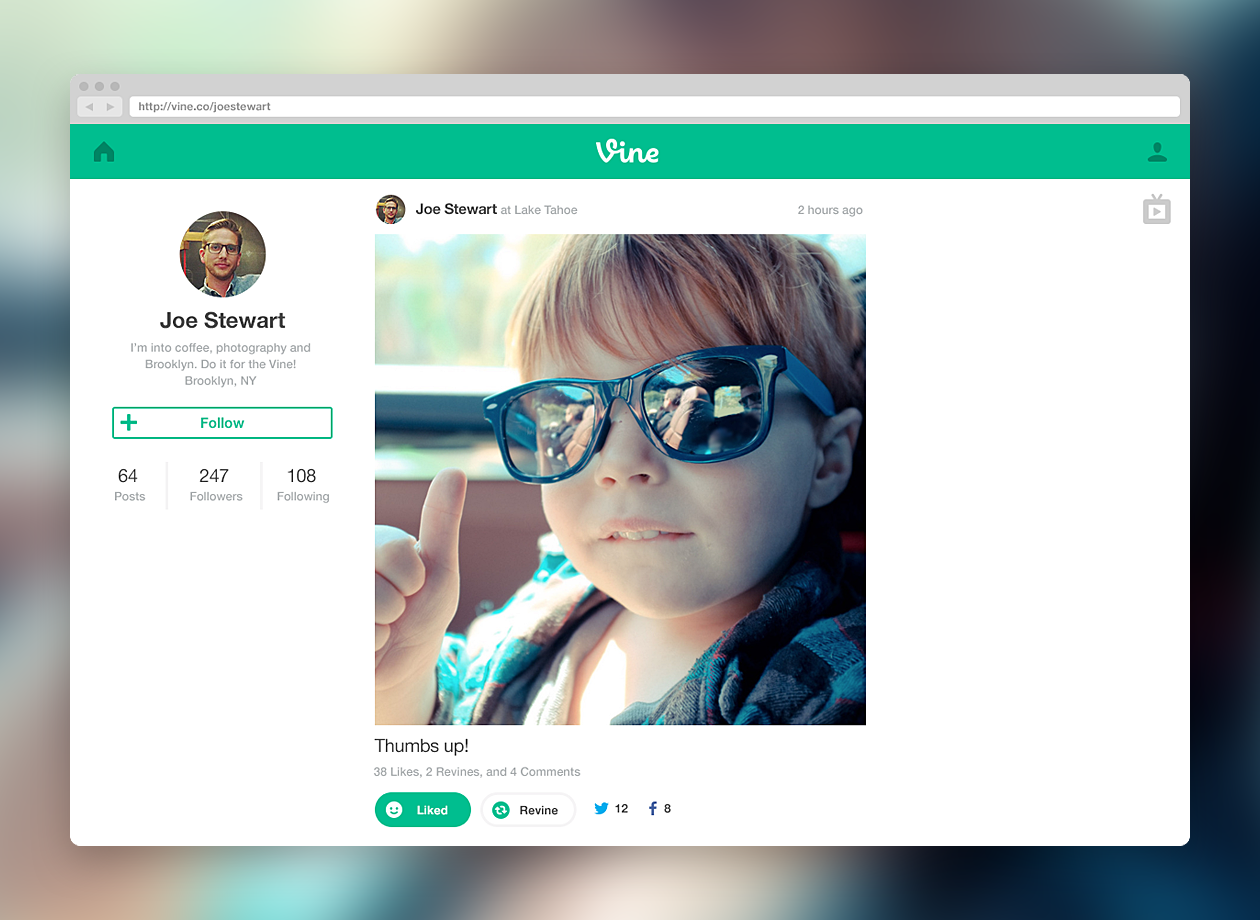 http://vine.co/joestewart
Vine
Joe Stewart
I'm into coffee, photography and
Brooklyn. Do it for the Vine!
Brooklyn, NY
Follow
64 247 108
Posts Followers Following
Joe Stewart at Lake Tahoe 2 hours ago
Thumbs up!
38 Likes, 2 Revines, and 4 Comments
Liked Revine 12 8